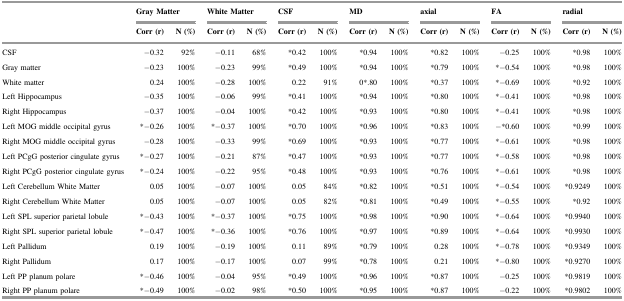 Gray Matter White Matter CSF MD axial FA radial
Corr (r) N (%) Corr (r) N (%) Corr (r) N (%) Corr (r) N (%) Corr (r) N (%) Corr (r) N (%) Corr (r) N (%)
CSF −0.32 92% −0.11 68% *0.42 100% *0.94 100% *0.82 100% −0.25 100% *0.98 100%
Gray matter −0.23 100% −0.23 99% *0.49 100% *0.94 100% *0.79 100% *−0.54 100% *0.98 100%
White matter 0.24 100% −0.28 100% 0.22 91% 0*.80 100% *0.37 100% *−0.69 100% *0.92 100%
Left Hippocampus −0.35 100% −0.06 99% *0.41 100% *0.94 100% *0.80 100% *−0.41 100% *0.98 100%
Right Hippocampus −0.37 100% −0.04 100% *0.42 100% *0.93 100% *0.80 100% *−0.41 100% *0.98 100%
Left MOG middle occipital gyrus *−0.26 100% *−0.37 100% *0.70 100% *0.96 100% *0.83 100% −*0.60 100% *0.99 100%
Right MOG middle occipital gyrus −0.28 100% −0.33 99% *0.69 100% *0.93 100% *0.77 100% *−0.61 100% *0.98 100%
Left PCgG posterior cingulate gyrus *−0.27 100% −0.21 87% *0.47 100% *0.93 100% *0.77 100% *−0.58 100% *0.98 100%
Right PCgG posterior cingulate gyrus *−0.24 100% −0.22 95% *0.48 100% *0.93 100% *0.76 100% *−0.61 100% *0.98 100%
Left Cerebellum White Matter 0.05 100% −0.07 100% 0.05 84% *0.82 100% *0.51 100% *−0.54 100% *0.9249 100%
Right Cerebellum White Matter 0.05 100% −0.07 100% 0.05 82% *0.81 100% *0.49 100% *−0.55 100% *0.92 100%
Left SPL superior parietal lobule *−0.43 100% *−0.37 100% *0.75 100% *0.98 100% *0.90 100% *−0.64 100% *0.9940 100%
Right SPL superior parietal lobule *−0.47 100% *−0.36 100% *0.76 100% *0.97 100% *0.89 100% *−0.64 100% *0.9930 100%
Left Pallidum 0.19 100% −0.19 100% 0.11 89% *0.79 100% 0.28 100% *−0.78 100% *0.9349 100%
Right Pallidum 0.17 100% −0.17 100% 0.07 99% *0.78 100% 0.21 100% *−0.80 100% *0.9270 100%
Left PP planum polare *−0.46 100% −0.04 95% *0.49 100% *0.96 100% *0.87 100% −0.25 100% *0.9819 100%
Right PP planum polare *−0.49 100% −0.02 98% *0.50 100% *0.95 100% *0.87 100% −0.22 100% *0.9802 100%